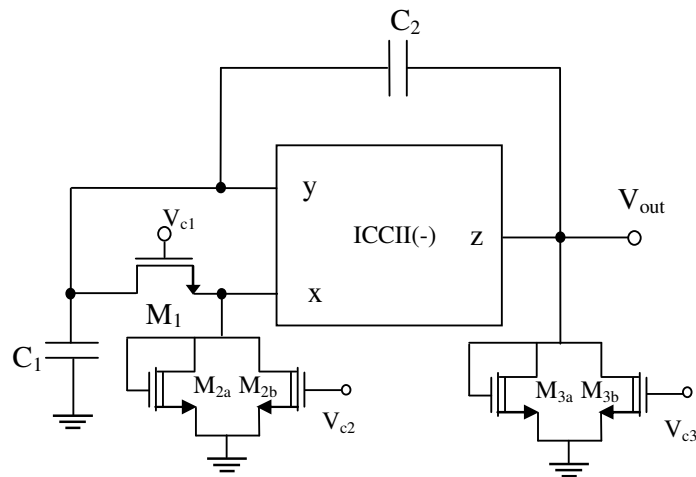 C2
y
Vc1
Vout
ICCII(-)
z
x
M1
C1
M2a
M2b
M3a
M3b
Vc2
Vc3